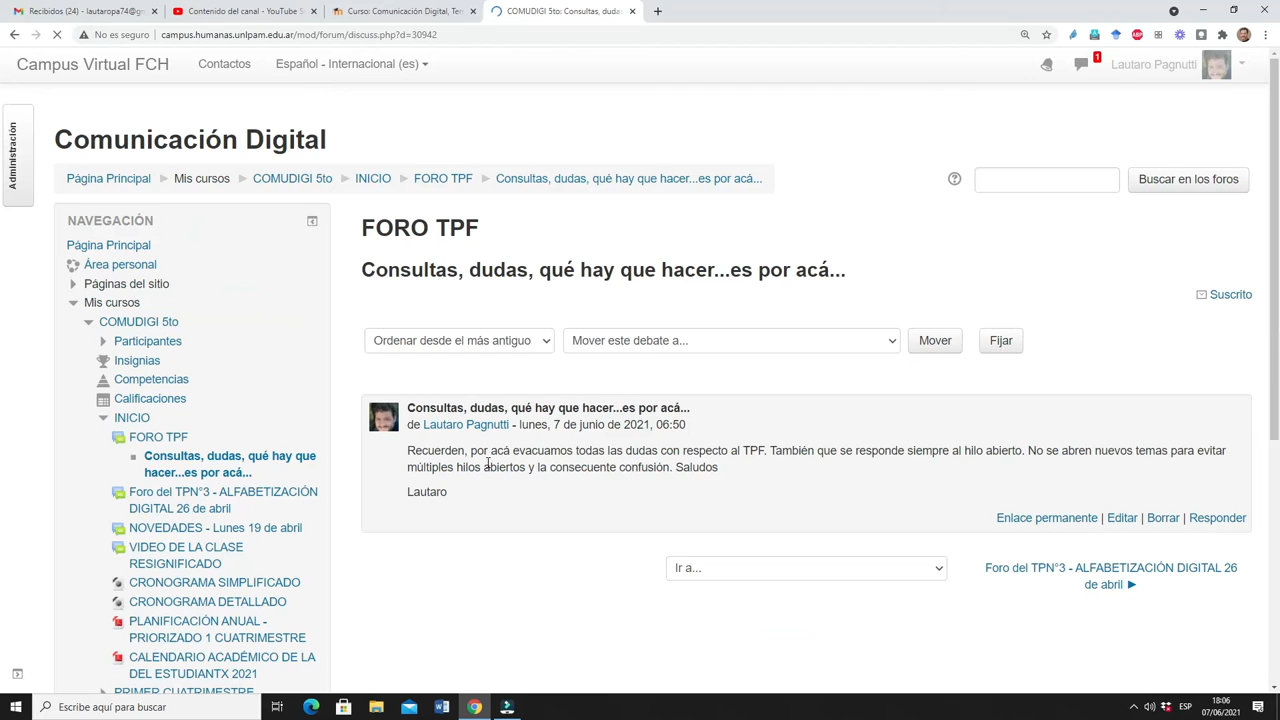 Recibidos (24) - lautaropa74@gm
Contenido del canal - YouTube S
Curso: Comunicación Digital, Tem
COMUDIGI 5to: Consultas, dudas,
No es seguro | campus.humanas.unlpam.edu.ar/mod/forum/discuss.php?d=30942
Campus Virtual FCH
Contactos
Español - Internacional (es)
1
Lautaro Pagnutti
Administración
Comunicación Digital
Página Principal
Mis cursos
COMUDIGI 5to
INICIO
FORO TPF
Consultas, dudas, qué hay que hacer...es por acá...
Buscar en los foros
NAVEGACIÓN
Página Principal
Área personal
Páginas del sitio
Mis cursos
COMUDIGI 5to
Participantes
Insignias
Competencias
Calificaciones
INICIO
FORO TPF
Consultas, dudas, qué hay que
hacer...es por acá...
Foro del TPN°3 - ALFABETIZACIÓN
DIGITAL 26 de abril
NOVEDADES - Lunes 19 de abril
VIDEO DE LA CLASE
RESIGNIFICADO
CRONOGRAMA SIMPLIFICADO
CRONOGRAMA DETALLADO
PLANIFICACIÓN ANUAL -
PRIORIZADO 1 CUATRIMESTRE
CALENDARIO ACADÉMICO DE LA
DEL ESTUDIANTX 2021
PRIMER CUATRIMESTRE
FORO TPF
Consultas, dudas, qué hay que hacer...es por acá...
Suscrito
Ordenar desde el más antiguo
Mover este debate a...
Mover
Fijar
Consultas, dudas, qué hay que hacer...es por acá...
de Lautaro Pagnutti - lunes, 7 de junio de 2021, 06:50
Recuerden, por acá evacuamos todas las dudas con respecto al TPF. También que se responde siempre al hilo abierto. No se abren nuevos temas para evitar
múltiples hilos abiertos y la consecuente confusión. Saludos
Lautaro
Enlace permanente | Editar | Borrar | Responder
Ir a...
Foro del TPN°3 - ALFABETIZACIÓN DIGITAL 26
de abril ►
Escribe aquí para buscar
ESP
18:06
07/06/2021